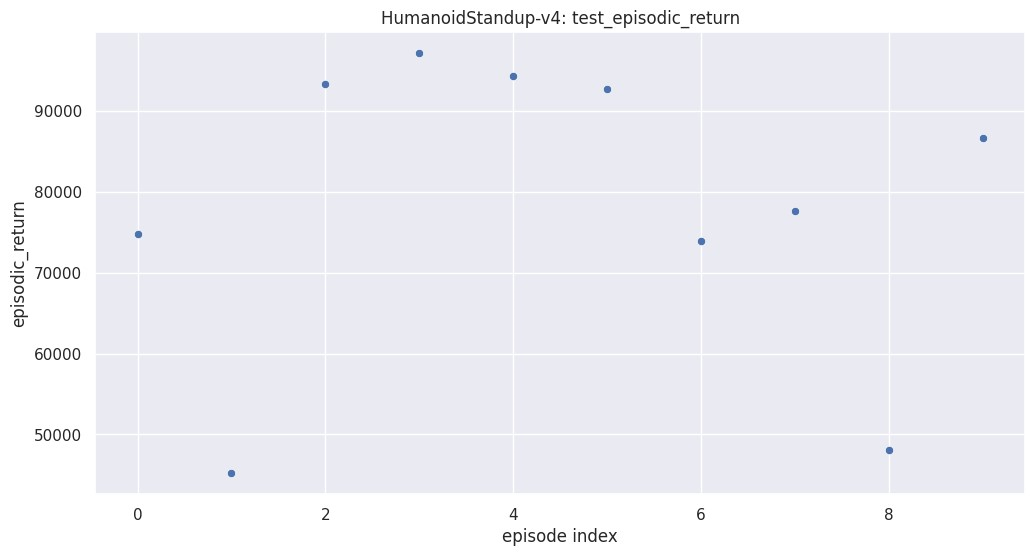 HumanoidStandup-v4: test_episodic_return
90000
80000
70000
60000
50000
episodic_return
0 2 4 6 8
episode index